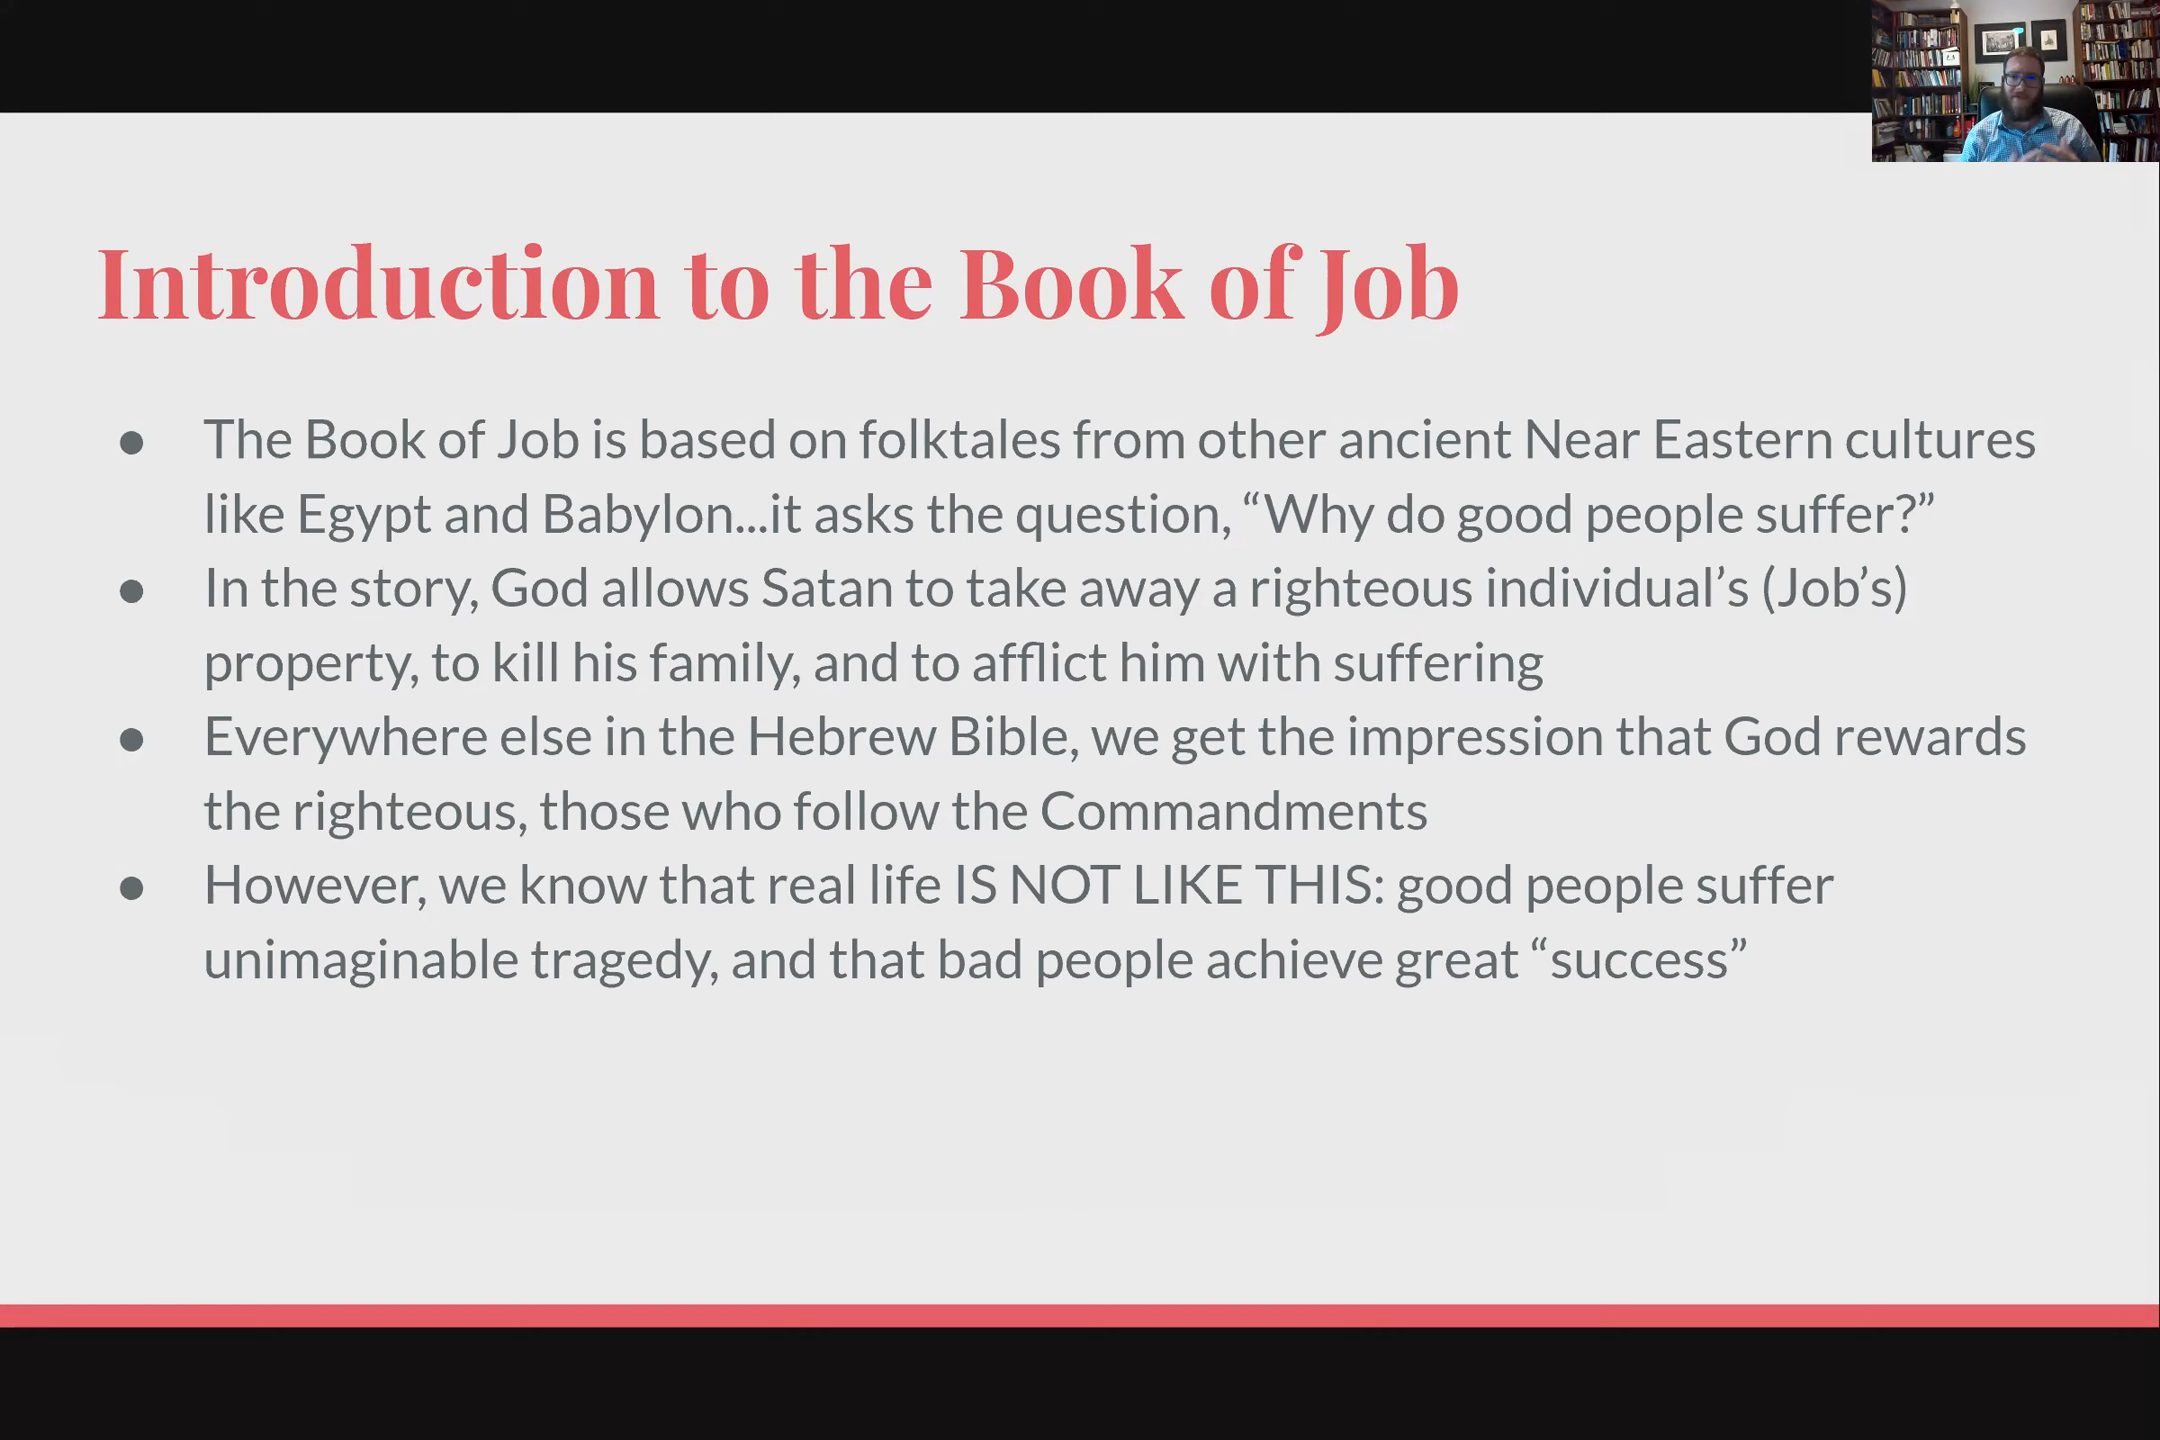 Introduction to the Book of Job
● The Book of Job is based on folktales from other ancient Near Eastern cultures
like Egypt and Babylon...it asks the question, “Why do good people suffer?”
● In the story, God allows Satan to take away a righteous individual’s (Job’s)
property, to kill his family, and to afflict him with suffering
● Everywhere else in the Hebrew Bible, we get the impression that God rewards
the righteous, those who follow the Commandments
● However, we know that real life IS NOT LIKE THIS: good people suffer
unimaginable tragedy, and that bad people achieve great “success”